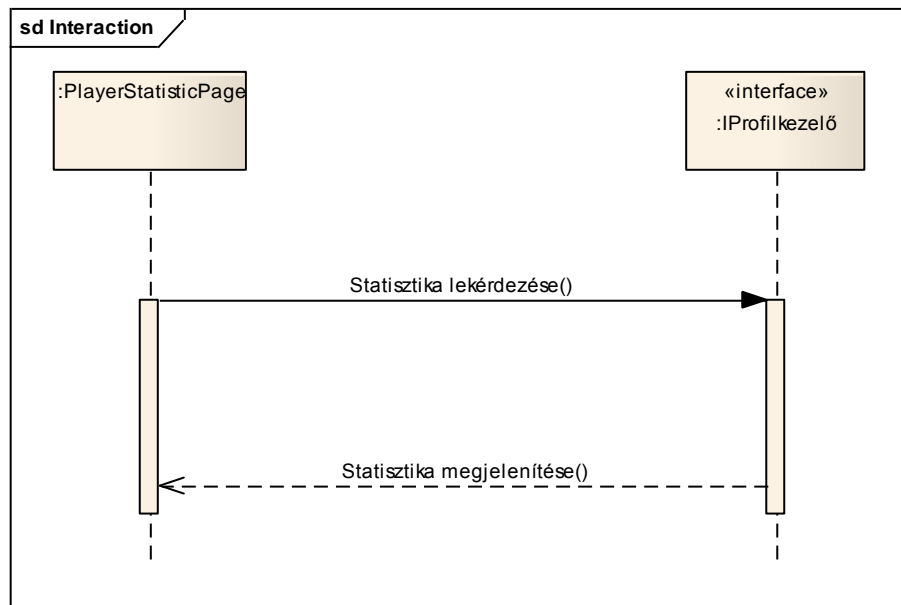 sd Interaction
:PlayerStatisticPage
«interface»
:IProfilkezelő
Statisztika lekérdezése()
Statisztika megjelenítése()